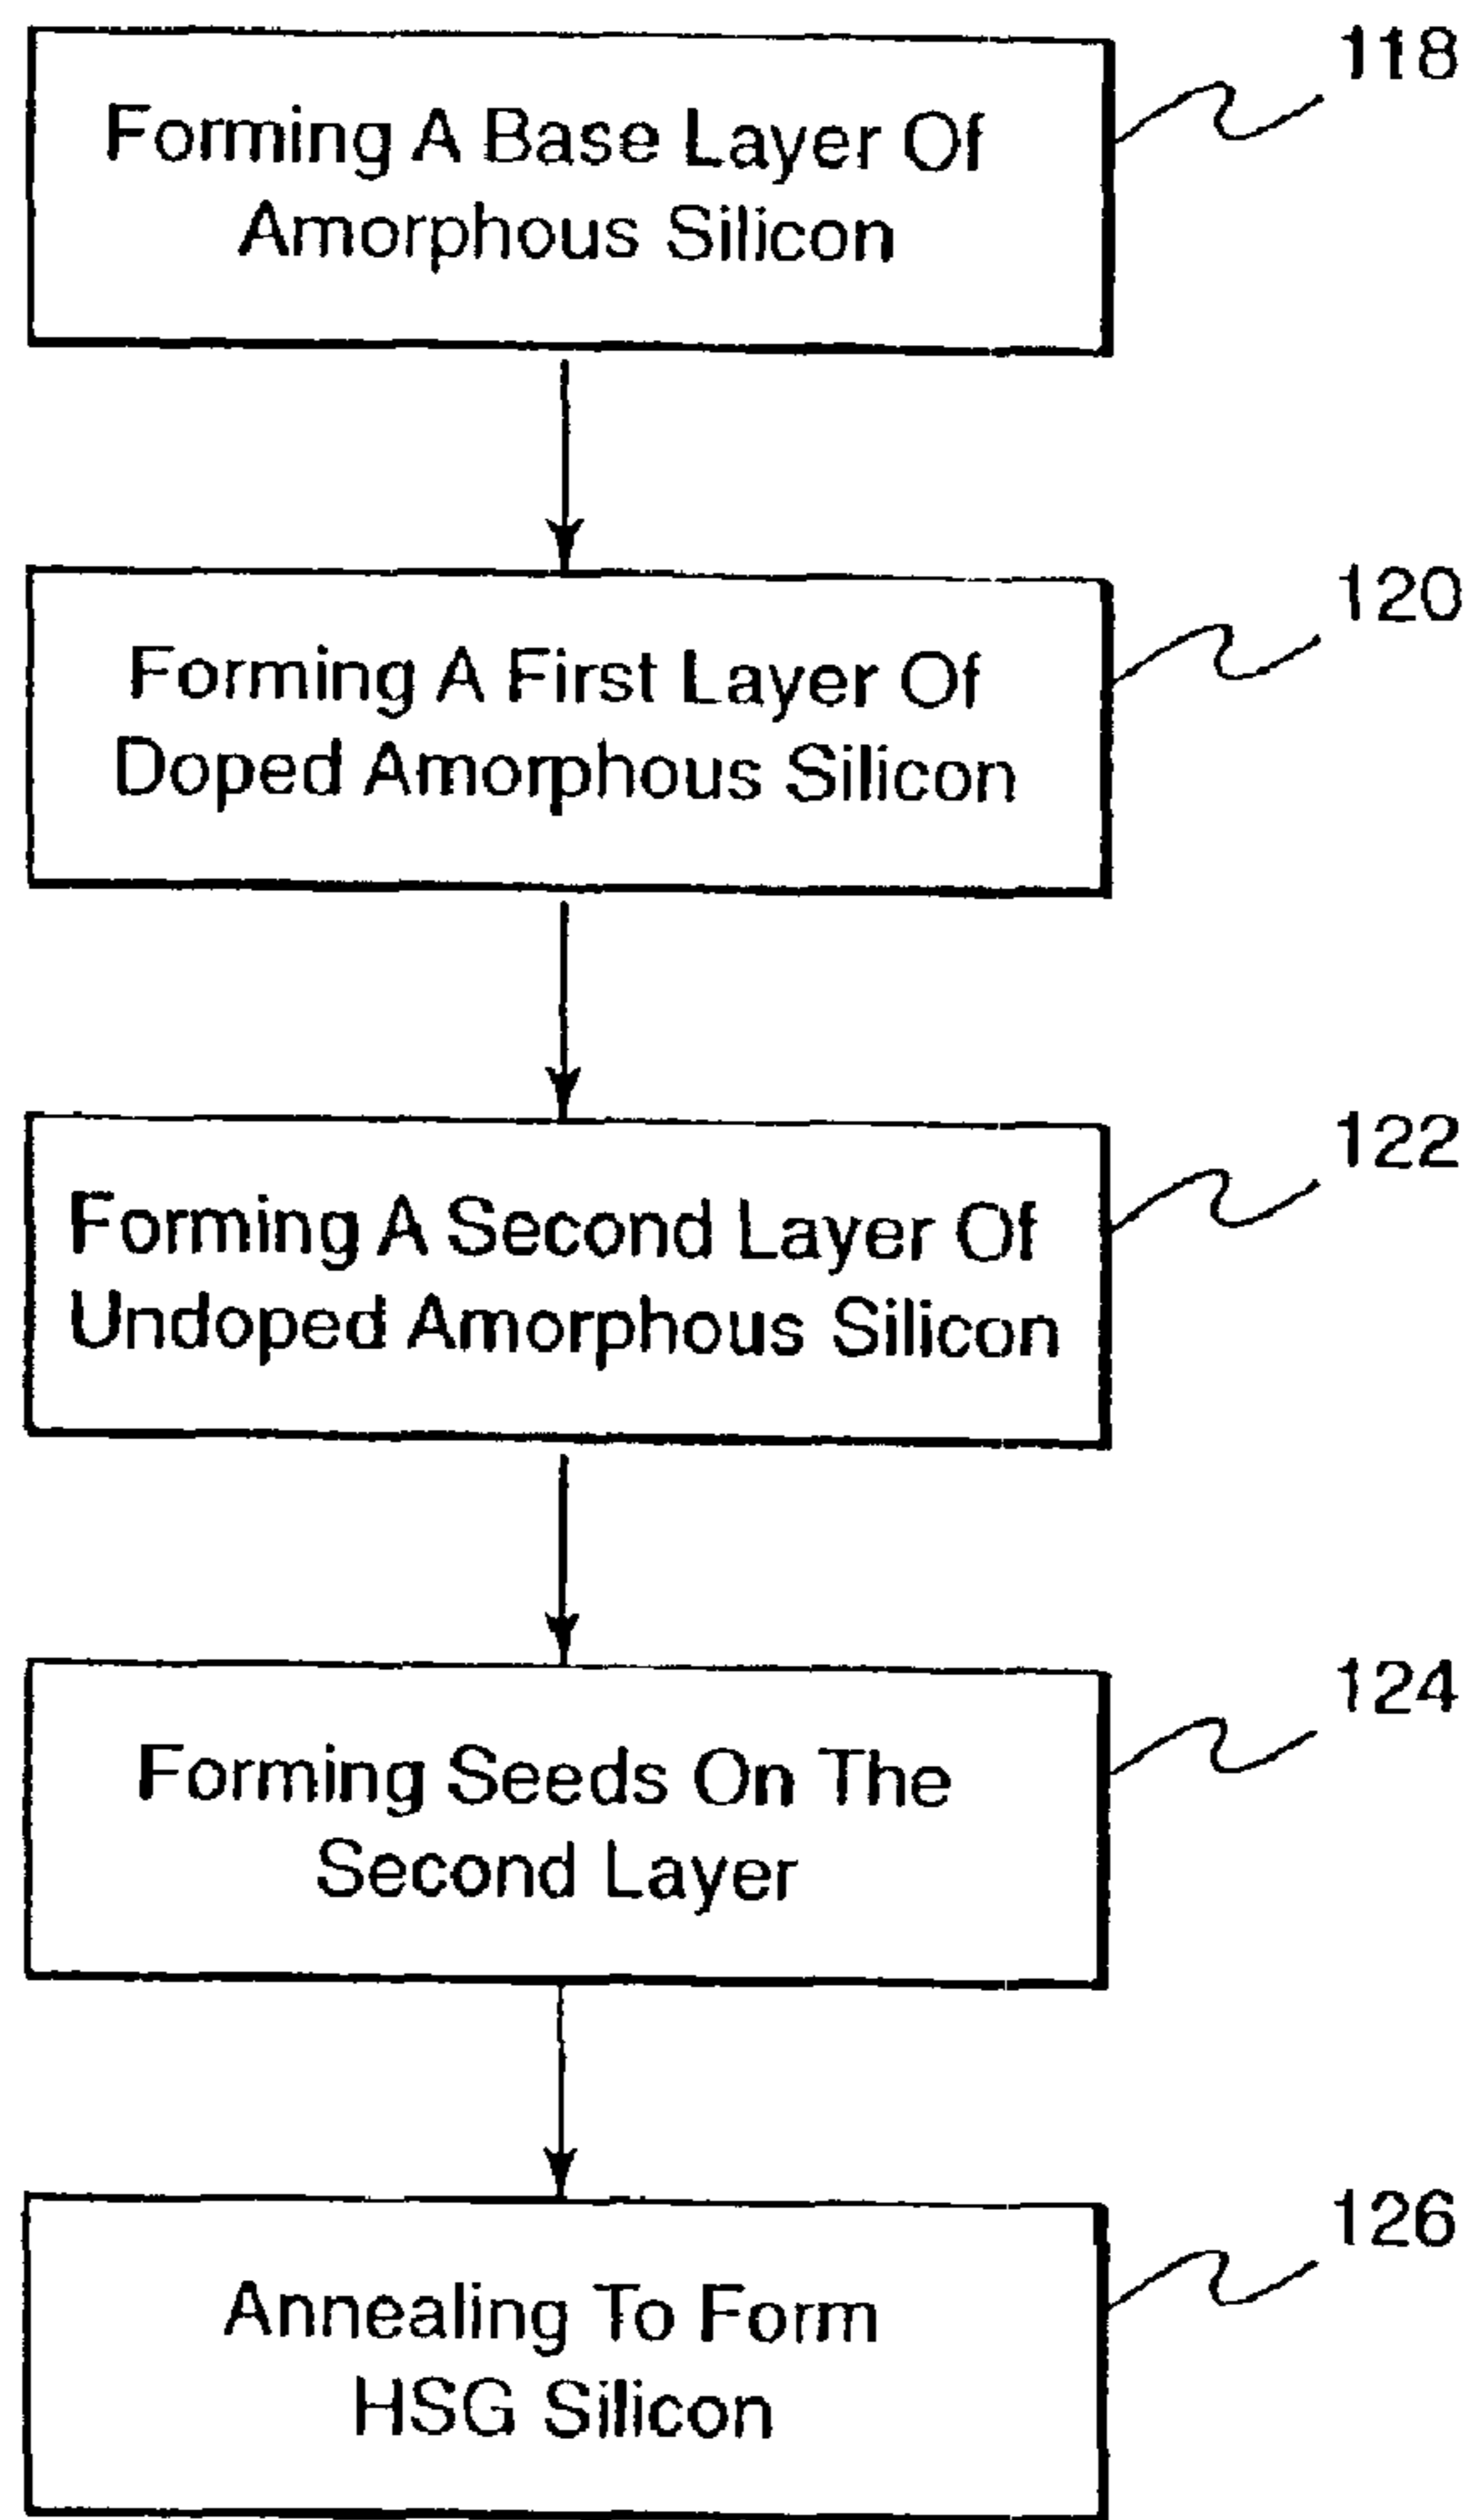 118
Forming A Base Layer Of
Amorphous Silicon
120
Forming A First Layer Of
Doped Amorphous Silicon
122
Forming A Second Layer Of
Undoped Amorphous Silicon
124
Forming Seeds On The
Second Layer
126
Annealing To Form
HSG Silicon